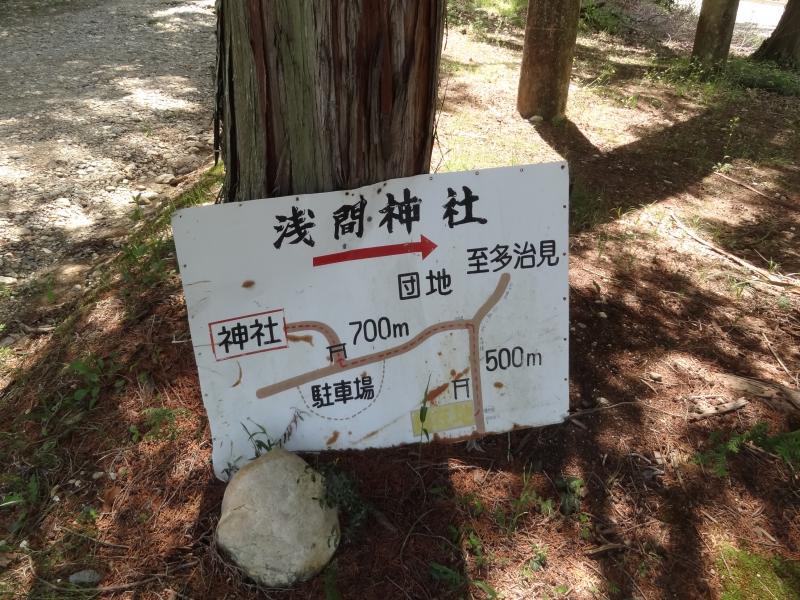 浅間神社
至多治見
団地
神社
700m
500m
駐車場